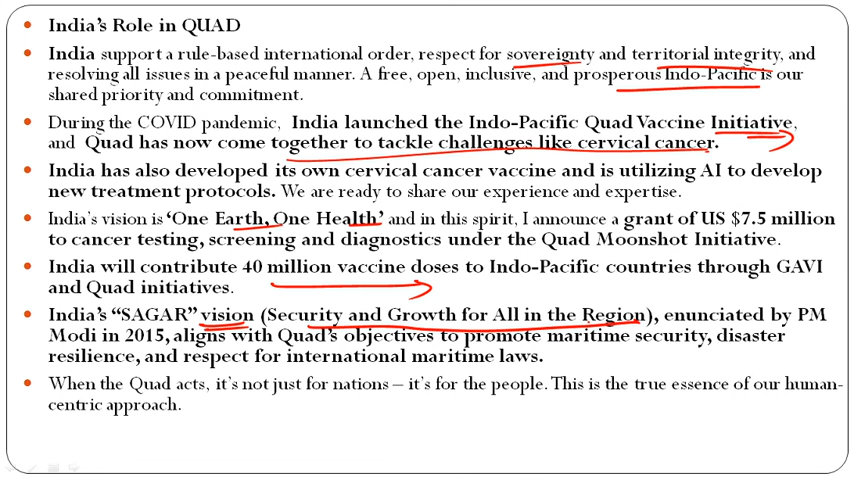 India's Role in QUAD
India support a rule-based international order, respect for sovereignty and territorial integrity, and
resolving all issues in a peaceful manner. A free, open, inclusive, and prosperous Indo-Pacific is our
shared priority and commitment.
During the COVID pandemic,  India launched the Indo-Pacific Quad Vaccine Initiative,
and Quad has now come together to tackle challenges like cervical cancer.
India has also developed its own cervical cancer vaccine and is utilizing AI to develop
new treatment protocols. We are ready to share our experience and expertise.
India's vision is 'One Earth, One Health' and in this spirit, I announce a grant of US $7.5 million
to cancer testing, screening and diagnostics under the Quad Moonshot Initiative.
India will contribute 40 million vaccine doses to Indo-Pacific countries through GAVI
and Quad initiatives.
India's "SAGAR" vision (Security and Growth for All in the Region), enunciated by PM
Modi in 2015, aligns with Quad's objectives to promote maritime security, disaster
resilience, and respect for international maritime laws.
When the Quad acts, it's not just for nations – it's for the people. This is the true essence of our human-
centric approach.